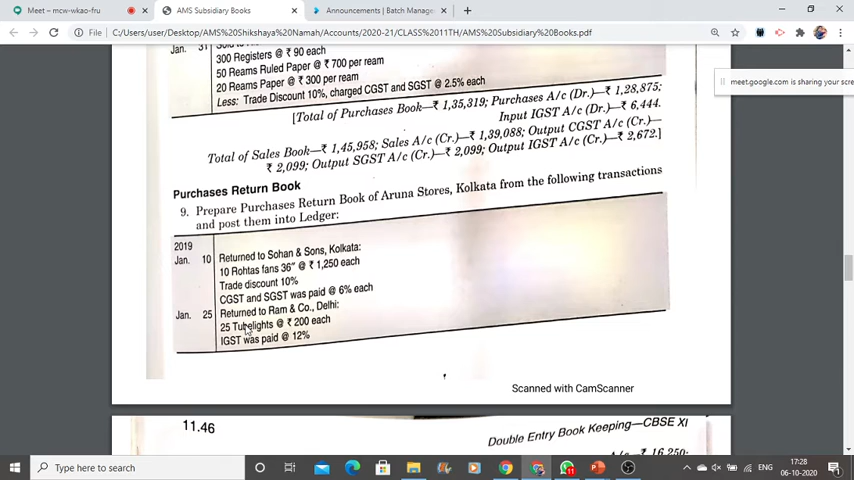 Meet – mcw-wkao-fru
AMS Subsidiary Books
Announcements | Batch Manage
C:/Users/user/Desktop/AMS%20Shikshaya%20Namah/Accounts/2020-21/CLASS%2011TH/AMS%20Subsidiary%20Books.pdf
meet.google.com is sharing your scre
Jan. 31
300 Registers @ ₹ 90 each
50 Reams Ruled Paper @ ₹ 700 per ream
20 Reams Paper @ ₹ 300 per ream
Less: Trade Discount 10%, charged CGST and SGST @ 2.5% each
[Total of Purchases Book—₹ 1,35,319; Purchases A/c (Dr.)—₹ 1,28,875;
Input IGST A/c (Dr.)—₹ 6,444.
Total of Sales Book—₹ 1,45,958; Sales A/c (Cr.)—₹ 1,39,088; Output CGST A/c (Cr.)—
₹ 2,099; Output SGST A/c (Cr.)—₹ 2,099; Output IGST A/c (Cr.)—₹ 2,672.]
Purchases Return Book
9. Prepare Purchases Return Book of Aruna Stores, Kolkata from the following transactions
and post them into Ledger:
2019
Jan. 10 Returned to Sohan & Sons, Kolkata:
10 Rohtas fans 36" @ ₹ 1,250 each
Trade discount 10%
CGST and SGST was paid @ 6% each
Jan. 25 Returned to Ram & Co., Delhi:
25 Tubelights @ ₹ 200 each
IGST was paid @ 12%
Scanned with CamScanner
11.46
Double Entry Book Keeping—CBSE XI
A/c—₹ 16,250;
Type here to search
ENG
17:28
06-10-2020